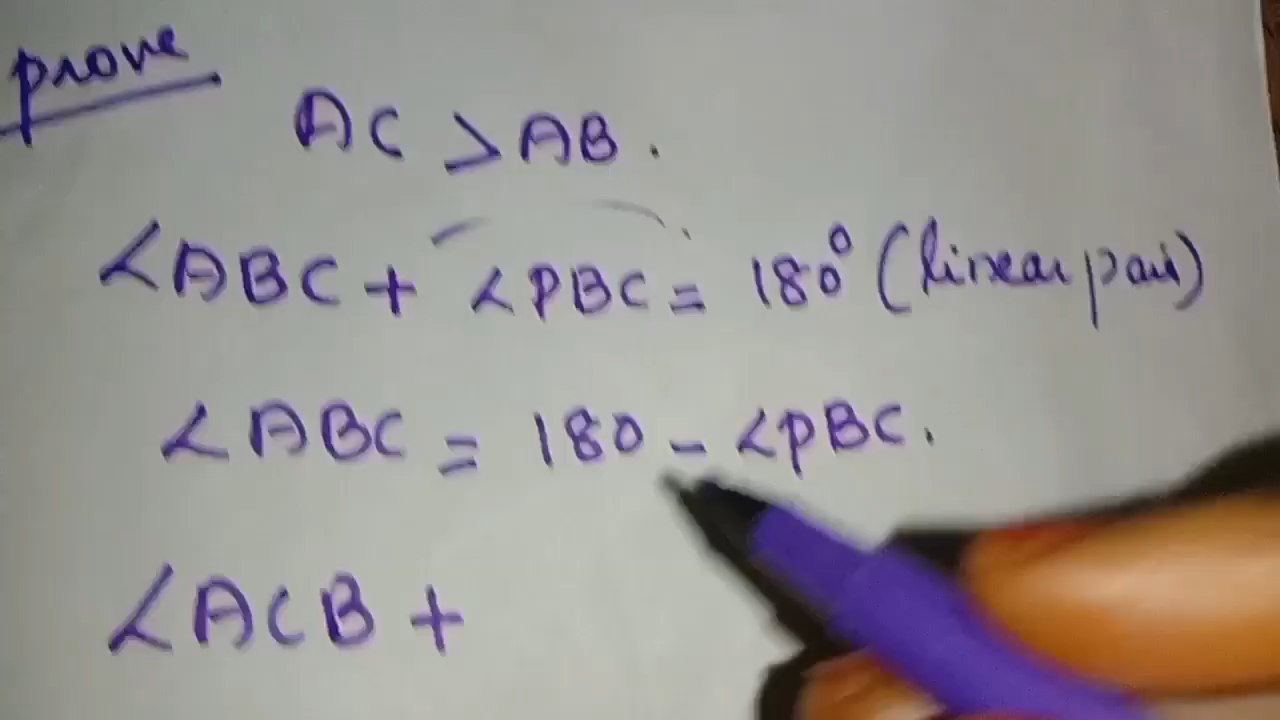 prove
AC > AB.
∠ABC + ∠PBC = 180° (linear pair)
∠ABC = 180 - ∠PBC.
∠ACB +